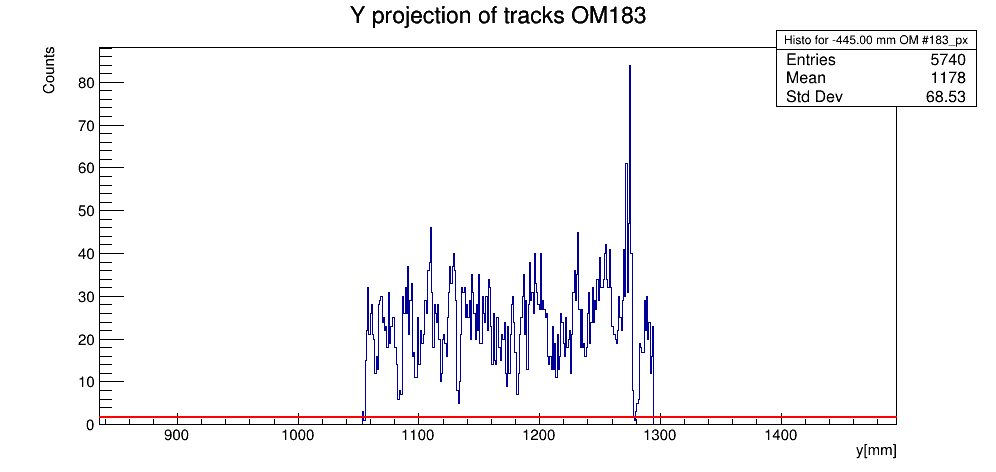 Y projection of tracks OM183
Histo for -445.00 mm OM #183_px
Entries 5740
Mean 1178
Std Dev 68.53
Counts
80
70
60
50
40
30
20
10
0
900 1000 1100 1200 1300 1400
y[mm]